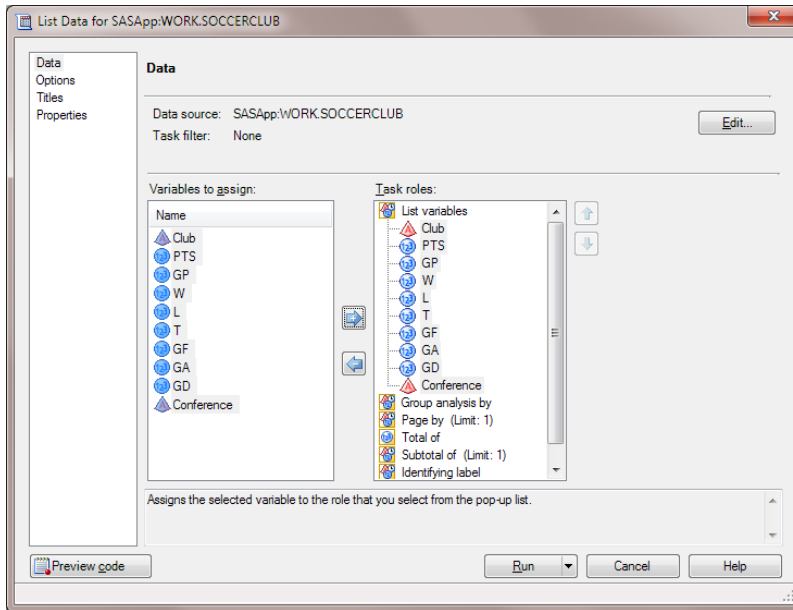 List Data for SASApp:WORK.SOCCERCLUB
Data
Options
Titles
Properties
Data
Data source: SASApp:WORK.SOCCERCLUB
Task filter: None
Edit...
Variables to assign:
Name
Club
PTS
GP
W
L
T
GF
GA
GD
Conference
Task roles:
List variables
Club
PTS
GP
W
L
T
GF
GA
GD
Conference
Group analysis by
Page by (Limit: 1)
Total of
Subtotal of (Limit: 1)
Identifying label
Assigns the selected variable to the role that you select from the pop-up list.
Preview code
Run
Cancel
Help